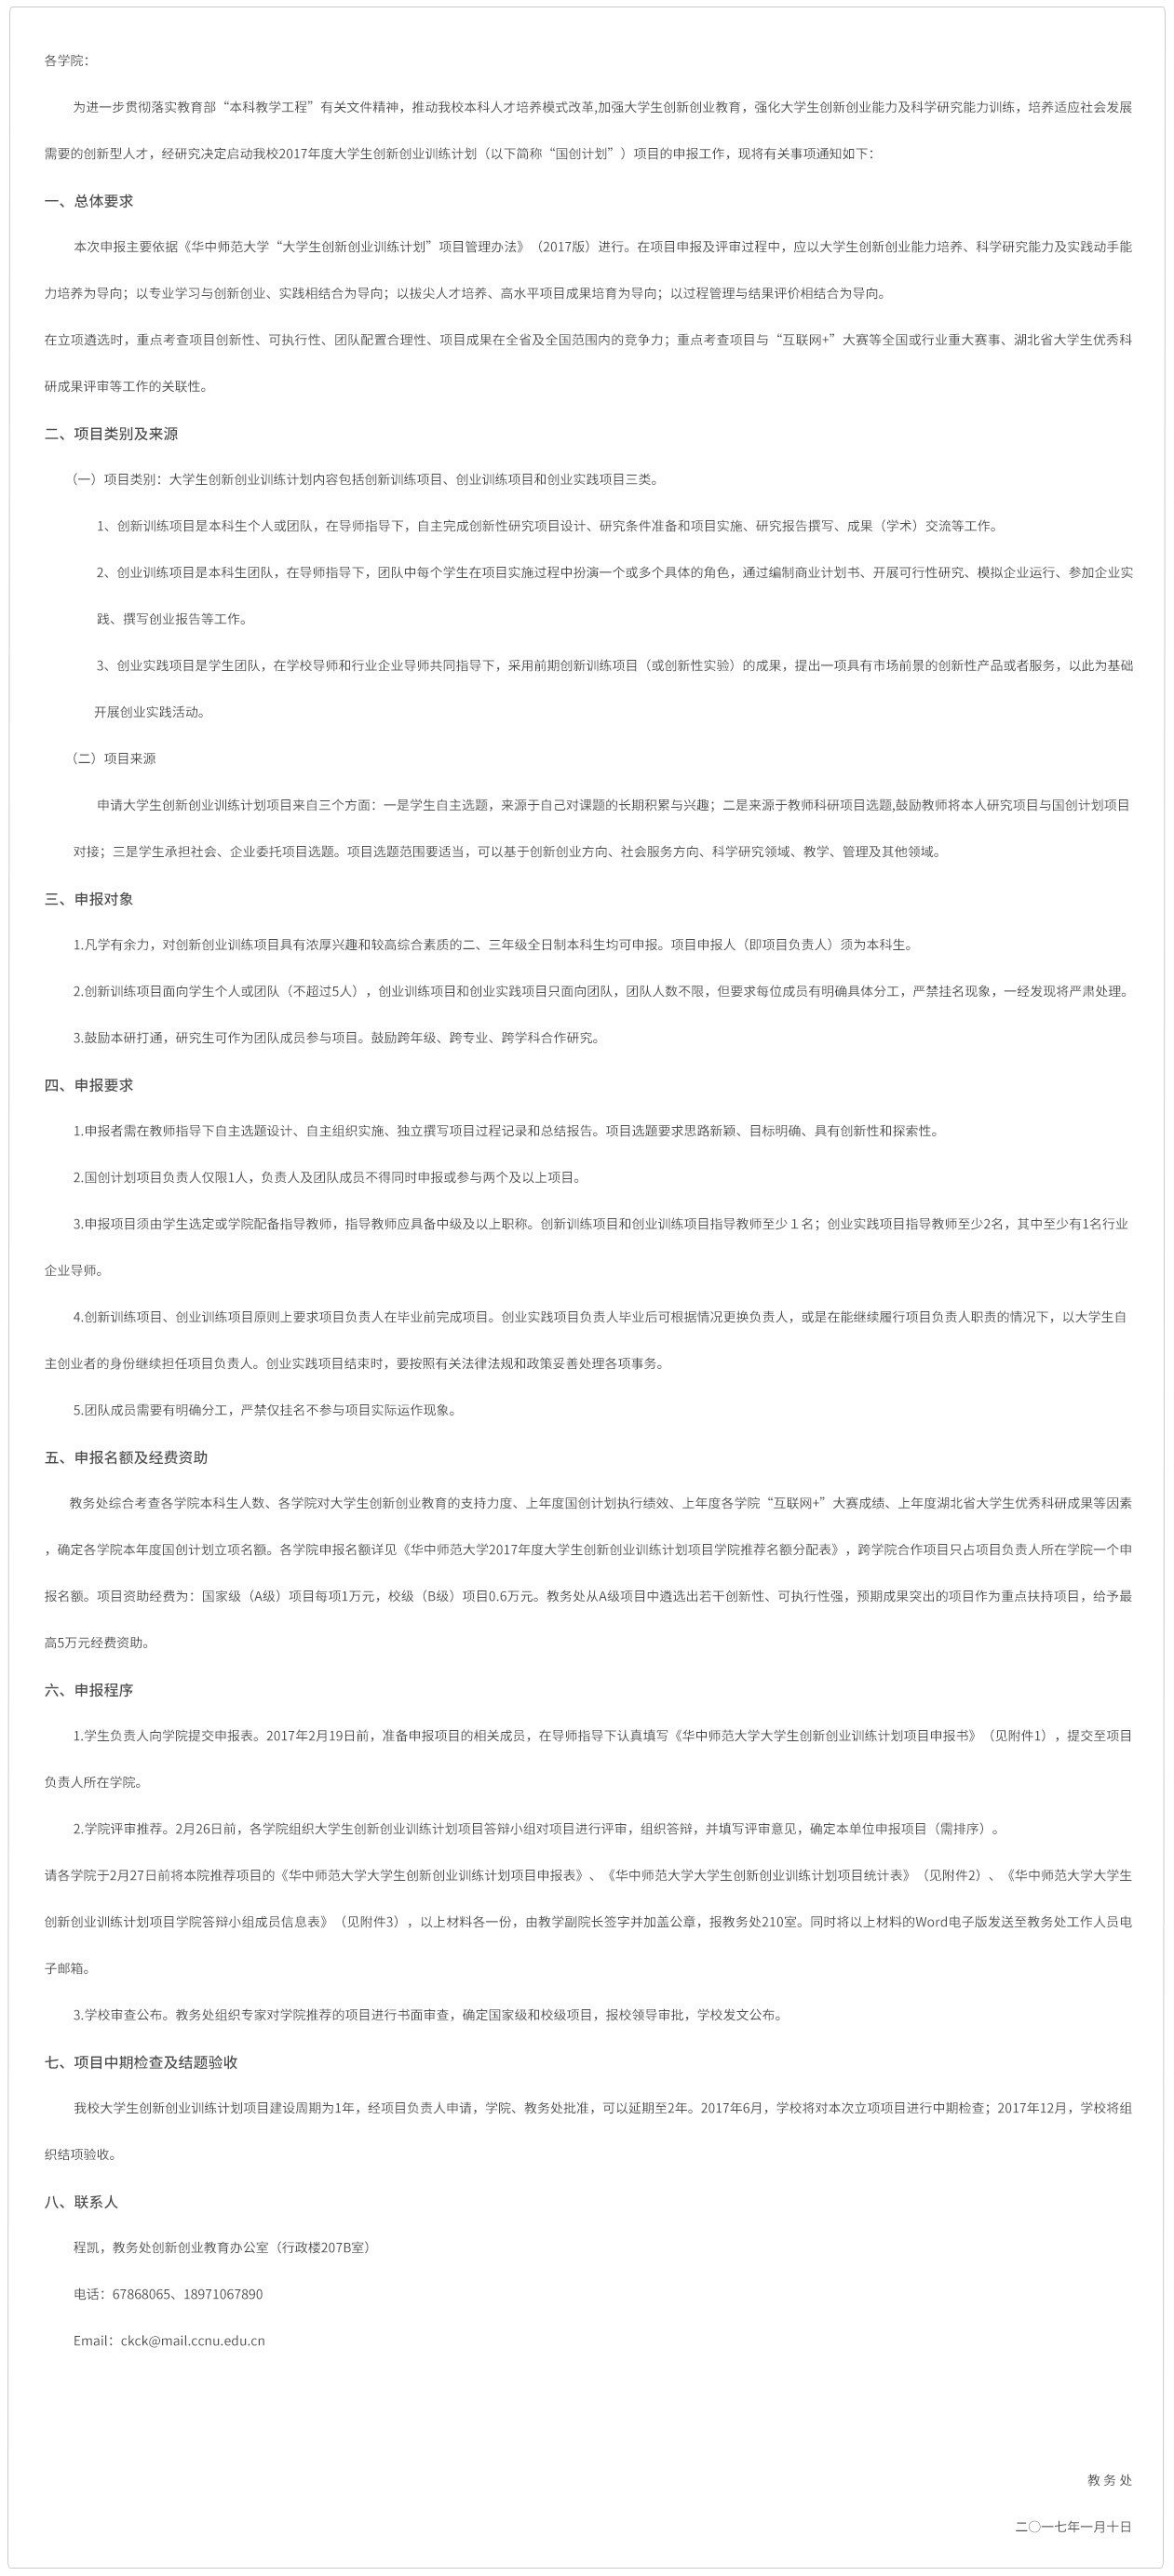 各学院：
为进一步贯彻落实教育部“本科教学工程”有关文件精神，推动我校本科人才培养模式改革,加强大学生创新创业教育，强化大学生创新创业能力及科学研究能力训练，培养适应社会发展
需要的创新型人才，经研究决定启动我校2017年度大学生创新创业训练计划（以下简称“国创计划”）项目的申报工作，现将有关事项通知如下：
一、总体要求
本次申报主要依据《华中师范大学“大学生创新创业训练计划”项目管理办法》（2017版）进行。在项目申报及评审过程中，应以大学生创新创业能力培养、科学研究能力及实践动手能
力培养为导向；以专业学习与创新创业、实践相结合为导向；以拔尖人才培养、高水平项目成果培育为导向；以过程管理与结果评价相结合为导向。
在立项遴选时，重点考查项目创新性、可执行性、团队配置合理性、项目成果在全省及全国范围内的竞争力；重点考查项目与“互联网+”大赛等全国或行业重大赛事、湖北省大学生优秀科
研成果评审等工作的关联性。
二、项目类别及来源
（一）项目类别：大学生创新创业训练计划内容包括创新训练项目、创业训练项目和创业实践项目三类。
1、创新训练项目是本科生个人或团队，在导师指导下，自主完成创新性研究项目设计、研究条件准备和项目实施、研究报告撰写、成果（学术）交流等工作。
2、创业训练项目是本科生团队，在导师指导下，团队中每个学生在项目实施过程中扮演一个或多个具体的角色，通过编制商业计划书、开展可行性研究、模拟企业运行、参加企业实
践、撰写创业报告等工作。
3、创业实践项目是学生团队，在学校导师和行业企业导师共同指导下，采用前期创新训练项目（或创新性实验）的成果，提出一项具有市场前景的创新性产品或者服务，以此为基础
开展创业实践活动。
（二）项目来源
申请大学生创新创业训练计划项目来自三个方面：一是学生自主选题，来源于自己对课题的长期积累与兴趣；二是来源于教师科研项目选题,鼓励教师将本人研究项目与国创计划项目
对接；三是学生承担社会、企业委托项目选题。项目选题范围要适当，可以基于创新创业方向、社会服务方向、科学研究领域、教学、管理及其他领域。
三、申报对象
1.凡学有余力，对创新创业训练项目具有浓厚兴趣和较高综合素质的二、三年级全日制本科生均可申报。项目申报人（即项目负责人）须为本科生。
2.创新训练项目面向学生个人或团队（不超过5人），创业训练项目和创业实践项目只面向团队，团队人数不限，但要求每位成员有明确具体分工，严禁挂名现象，一经发现将严肃处理。
3.鼓励本研打通，研究生可作为团队成员参与项目。鼓励跨年级、跨专业、跨学科合作研究。
四、申报要求
1.申报者需在教师指导下自主选题设计、自主组织实施、独立撰写项目过程记录和总结报告。项目选题要求思路新颖、目标明确、具有创新性和探索性。
2.国创计划项目负责人仅限1人，负责人及团队成员不得同时申报或参与两个及以上项目。
3.申报项目须由学生选定或学院配备指导教师，指导教师应具备中级及以上职称。创新训练项目和创业训练项目指导教师至少１名；创业实践项目指导教师至少2名，其中至少有1名行业
企业导师。
4.创新训练项目、创业训练项目原则上要求项目负责人在毕业前完成项目。创业实践项目负责人毕业后可根据情况更换负责人，或是在能继续履行项目负责人职责的情况下，以大学生自
主创业者的身份继续担任项目负责人。创业实践项目结束时，要按照有关法律法规和政策妥善处理各项事务。
5.团队成员需要有明确分工，严禁仅挂名不参与项目实际运作现象。
五、申报名额及经费资助
教务处综合考查各学院本科生人数、各学院对大学生创新创业教育的支持力度、上年度国创计划执行绩效、上年度各学院“互联网+”大赛成绩、上年度湖北省大学生优秀科研成果等因素
，确定各学院本年度国创计划立项名额。各学院申报名额详见《华中师范大学2017年度大学生创新创业训练计划项目学院推荐名额分配表》，跨学院合作项目只占项目负责人所在学院一个申
报名额。项目资助经费为：国家级（A级）项目每项1万元，校级（B级）项目0.6万元。教务处从A级项目中遴选出若干创新性、可执行性强，预期成果突出的项目作为重点扶持项目，给予最
高5万元经费资助。
六、申报程序
1.学生负责人向学院提交申报表。2017年2月19日前，准备申报项目的相关成员，在导师指导下认真填写《华中师范大学大学生创新创业训练计划项目申报书》（见附件1），提交至项目
负责人所在学院。
2.学院评审推荐。2月26日前，各学院组织大学生创新创业训练计划项目答辩小组对项目进行评审，组织答辩，并填写评审意见，确定本单位申报项目（需排序）。
请各学院于2月27日前将本院推荐项目的《华中师范大学大学生创新创业训练计划项目申报表》、《华中师范大学大学生创新创业训练计划项目统计表》（见附件2）、《华中师范大学大学生
创新创业训练计划项目学院答辩小组成员信息表》（见附件3），以上材料各一份，由教学副院长签字并加盖公章，报教务处210室。同时将以上材料的Word电子版发送至教务处工作人员电
子邮箱。
3.学校审查公布。教务处组织专家对学院推荐的项目进行书面审查，确定国家级和校级项目，报校领导审批，学校发文公布。
七、项目中期检查及结题验收
我校大学生创新创业训练计划项目建设周期为1年，经项目负责人申请，学院、教务处批准，可以延期至2年。2017年6月，学校将对本次立项项目进行中期检查；2017年12月，学校将组
织结项验收。
八、联系人
程凯，教务处创新创业教育办公室（行政楼207B室）
电话：67868065、18971067890
Email：ckck@mail.ccnu.edu.cn
教 务 处
二〇一七年一月十日